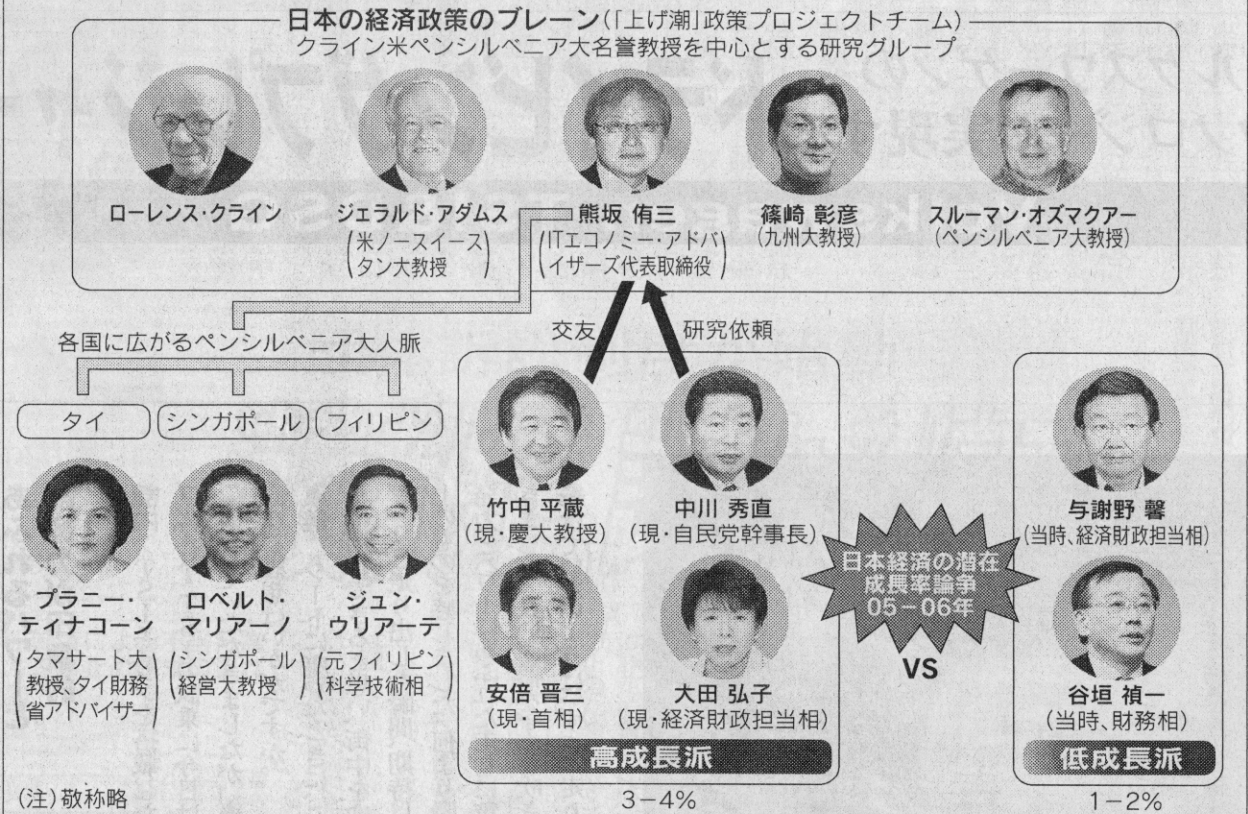 日本の経済政策のブレーン(「上げ潮」政策プロジェクトチーム)
クライン米ペンシルベニア大名誉教授を中心とする研究グループ
ローレンス・クライン
ジェラルド・アダムス
(米ノースイース
タン大教授)
熊坂 侑三
(ITエコノミー・アドバ
イザーズ代表取締役)
篠崎 彰彦
(九州大教授)
スルーマン・オズマクアー
(ペンシルベニア大教授)
各国に広がるペンシルベニア大人脈
タイ
シンガポール
フィリピン
プラニー・
ティナコーン
(タマサート大
教授、タイ財務
省アドバイザー)
ロベルト・
マリアーノ
(シンガポール
経営大教授)
ジュン・
ウリアーテ
(元フィリピン
科学技術相)
交友
研究依頼
竹中 平蔵
(現・慶大教授)
中川 秀直
(現・自民党幹事長)
安倍 晋三
(現・首相)
大田 弘子
(現・経済財政担当相)
高成長派
3−4%
日本経済の潜在
成長率論争
05−06年
VS
与謝野 馨
(当時、経済財政担当相)
谷垣 禎一
(当時、財務相)
低成長派
1−2%
(注)敬称略